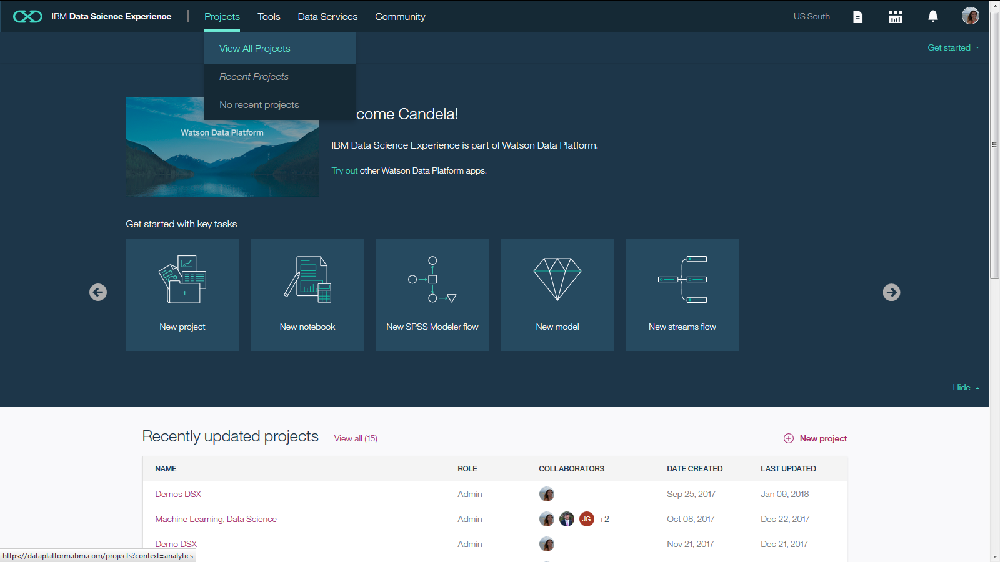 IBM Data Science Experience
Projects
Tools
Data Services
Community
US South
View All Projects
Get started
Recent Projects
No recent projects
come Candela!
Watson Data Platform
IBM Data Science Experience is part of Watson Data Platform.
Try out other Watson Data Platform apps.
Get started with key tasks
New project
New notebook
New SPSS Modeler flow
New model
New streams flow
Hide
Recently updated projects
View all (15)
New project
NAME ROLE COLLABORATORS DATE CREATED LAST UPDATED
Demos DSX Admin Sep 25, 2017 Jan 09, 2018
Machine Learning, Data Science Admin JG +2 Oct 08, 2017 Dec 22, 2017
Demo DSX Admin Nov 21, 2017 Dec 21, 2017
https://dataplatform.ibm.com/projects?context=analytics